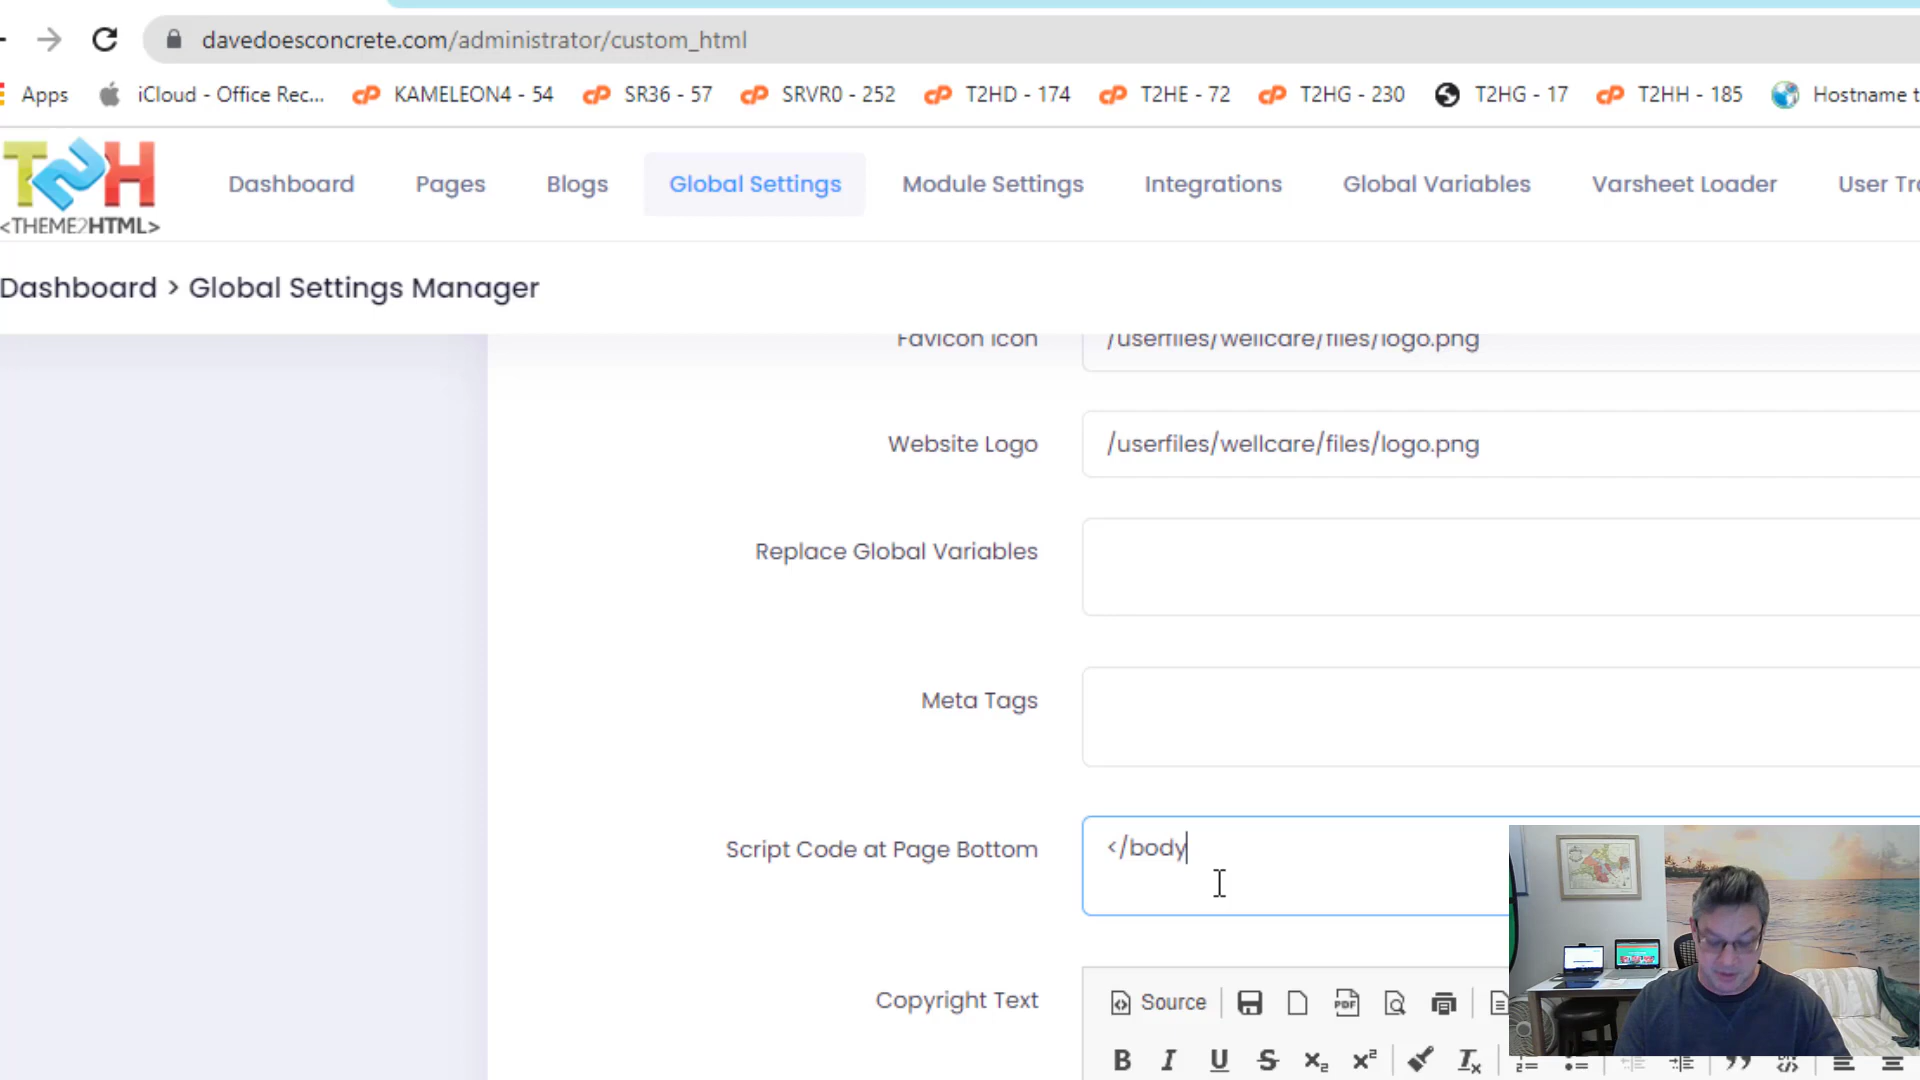 davedoesconcrete.com/administrator/custom_html
Apps iCloud - Office Rec... KAMELEON4 - 54 SR36 - 57 SRVR0 - 252 T2HD - 174 T2HE - 72 T2HG - 230 T2HG - 17 T2HH - 185 Hostname t
T2H
<THEME2HTML>
Dashboard Pages Blogs Global Settings Module Settings Integrations Global Variables Varsheet Loader User Tra
Dashboard > Global Settings Manager
Favicon Icon /userfiles/wellcare/files/logo.png
Website Logo /userfiles/wellcare/files/logo.png
Replace Global Variables
Meta Tags
Script Code at Page Bottom </body
Copyright Text Source